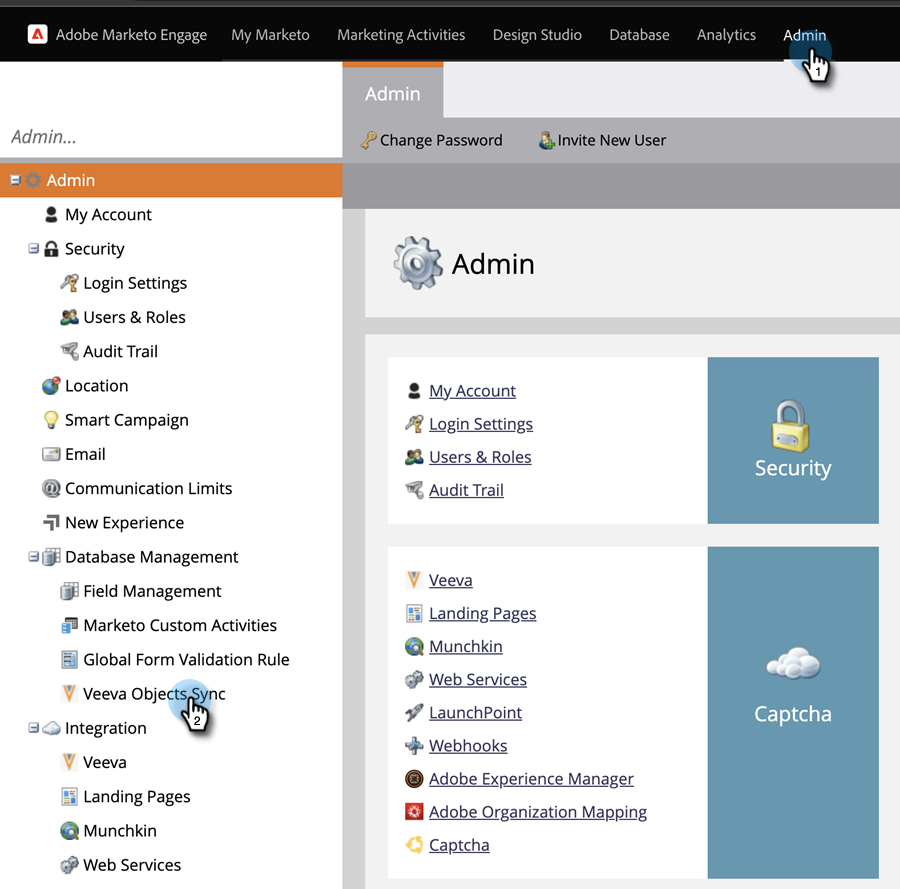 Adobe Marketo Engage My Marketo Marketing Activities Design Studio Database Analytics Admin
1
Admin
Admin...
Change Password Invite New User
Admin
My Account
Security
Login Settings
Users & Roles
Audit Trail
Location
Smart Campaign
Email
Communication Limits
New Experience
Database Management
Field Management
Marketo Custom Activities
Global Form Validation Rule
Veeva Objects Sync
2
Integration
Veeva
Landing Pages
Munchkin
Web Services
Admin
My Account
Login Settings
Users & Roles
Audit Trail
Security
Veeva
Landing Pages
Munchkin
Web Services
LaunchPoint
Webhooks
Adobe Experience Manager
Adobe Organization Mapping
Captcha
Captcha